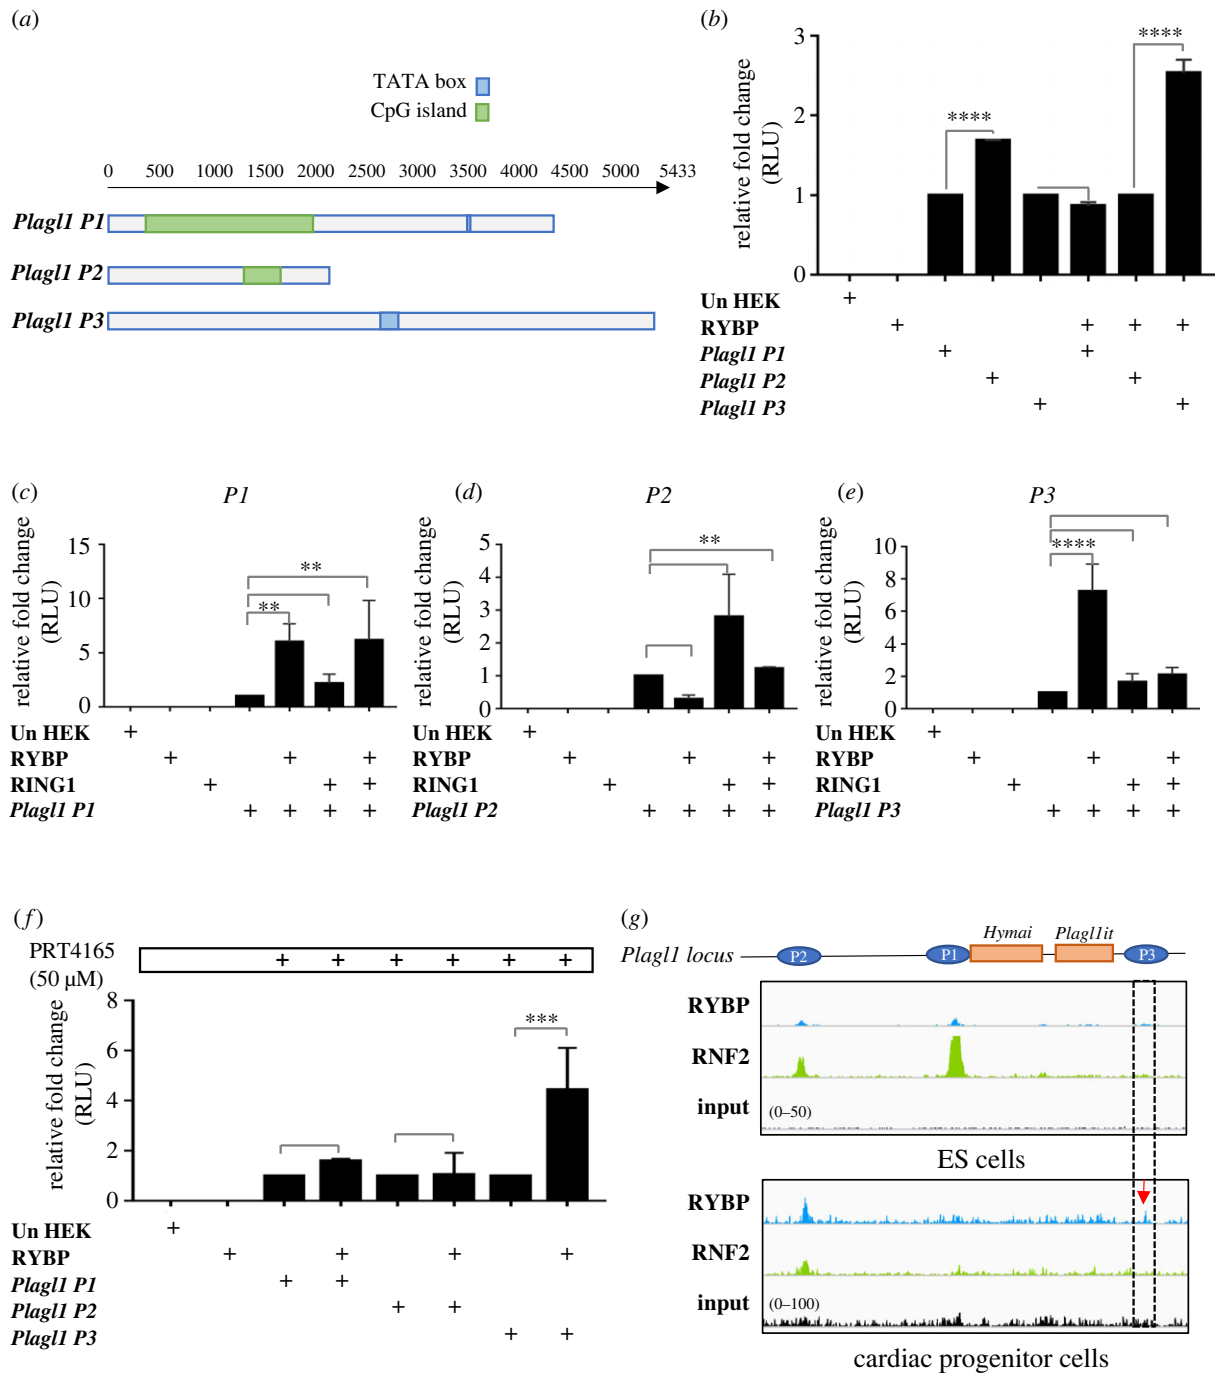 (a)
TATA box
CpG island
0 500 1000 1500 2000 2500 3000 3500 4000 4500 5000 5433
Plagl1 P1
Plagl1 P2
Plagl1 P3
(b)
relative fold change
(RLU)
3
2
1
0
****
****
Un HEK +
RYBP + + + +
Plagl1 P1 + +
Plagl1 P2 + +
Plagl1 P3 + +
(c)
P1
relative fold change
(RLU)
15
10
5
0
**
**
Un HEK +
RYBP + + +
RING1 + + +
Plagl1 P1 + + + +
(d)
P2
relative fold change
(RLU)
5
4
3
2
1
0
**
Un HEK +
RYBP + + +
RING1 + + +
Plagl1 P2 + + + +
(e)
P3
relative fold change
(RLU)
10
8
6
4
2
0
****
Un HEK +
RYBP + + +
RING1 + + +
Plagl1 P3 + + + +
(f)
PRT4165
(50 µM)
+ + + + + +
relative fold change
(RLU)
8
6
4
2
0
***
Un HEK +
RYBP + + + +
Plagl1 P1 + +
Plagl1 P2 + +
Plagl1 P3 + +
(g)
Hymai Plagl1it
Plagl1 locus P2 P1 P3
RYBP
RNF2
input (0–50)
ES cells
RYBP
RNF2
input (0–100)
cardiac progenitor cells